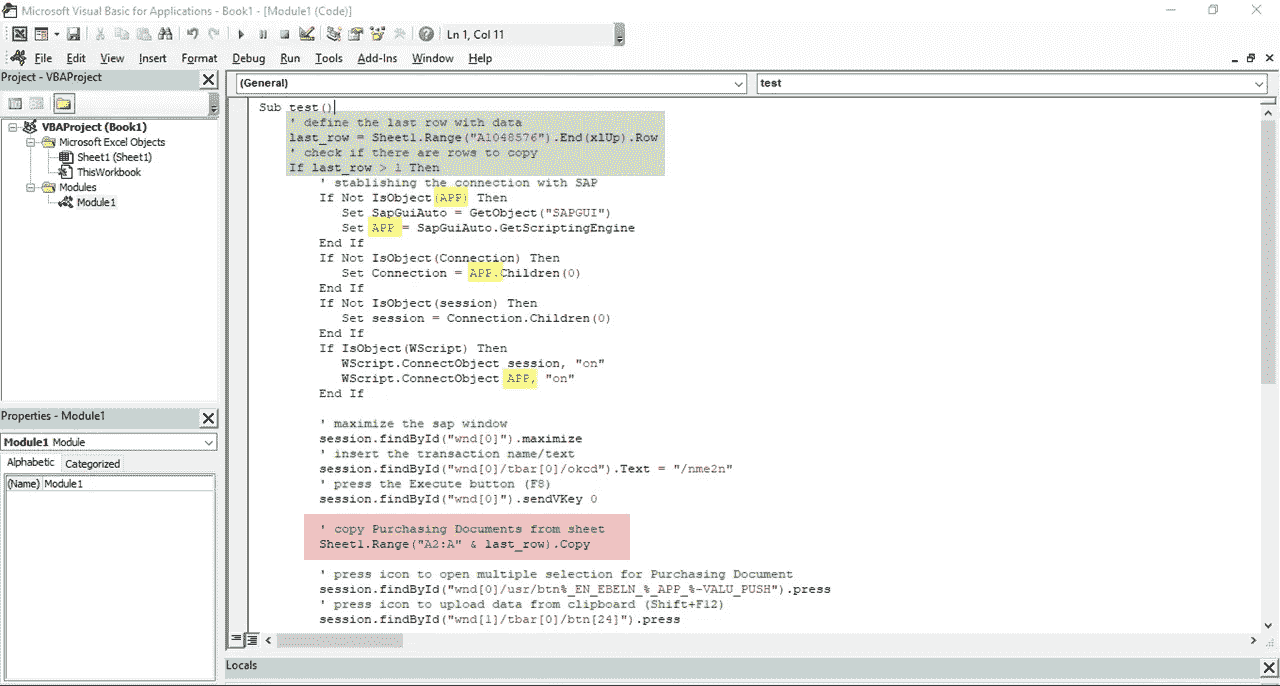 Microsoft Visual Basic for Applications - Book1 - [Module1 (Code)]
Ln 1, Col 11
File Edit View Insert Format Debug Run Tools Add-Ins Window Help
Project - VBAProject
VBAProject (Book1)
Microsoft Excel Objects
Sheet1 (Sheet1)
ThisWorkbook
Modules
Module1
Properties - Module1
Module1 Module
Alphabetic Categorized
(Name) Module1
(General) test
Sub test()
' define the last row with data
last_row = Sheet1.Range("A1048576").End(xlUp).Row
' check if there are rows to copy
If last_row > 1 Then
' stablishing the connection with SAP
If Not IsObject(APP) Then
Set SapGuiAuto = GetObject("SAPGUI")
Set APP = SapGuiAuto.GetScriptingEngine
End If
If Not IsObject(Connection) Then
Set Connection = APP.Children(0)
End If
If Not IsObject(session) Then
Set session = Connection.Children(0)
End If
If IsObject(WScript) Then
WScript.ConnectObject session, "on"
WScript.ConnectObject APP, "on"
End If
' maximize the sap window
session.findById("wnd[0]").maximize
' insert the transaction name/text
session.findById("wnd[0]/tbar[0]/okcd").Text = "/nme2n"
' press the Execute button (F8)
session.findById("wnd[0]").sendVKey 0
' copy Purchasing Documents from sheet
Sheet1.Range("A2:A" & last_row).Copy
' press icon to open multiple selection for Purchasing Document
session.findById("wnd[0]/usr/btn%_EN_EBELN_%_APP_%-VALU_PUSH").press
' press icon to upload data from clipboard (Shift+F12)
session.findById("wnd[1]/tbar[0]/btn[24]").press
Locals